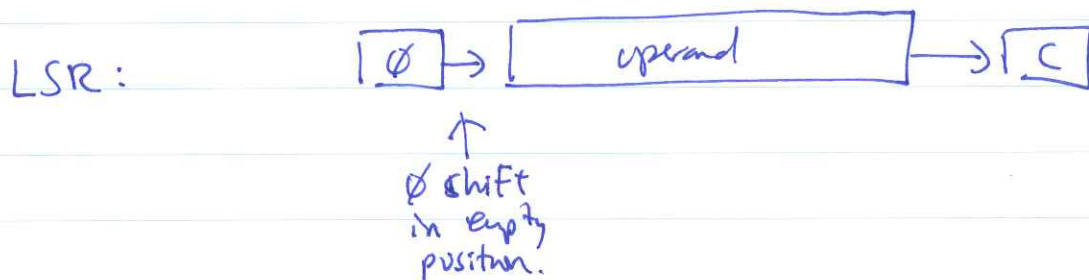 LSR: Ø operand C
Ø shift
in empty
position.